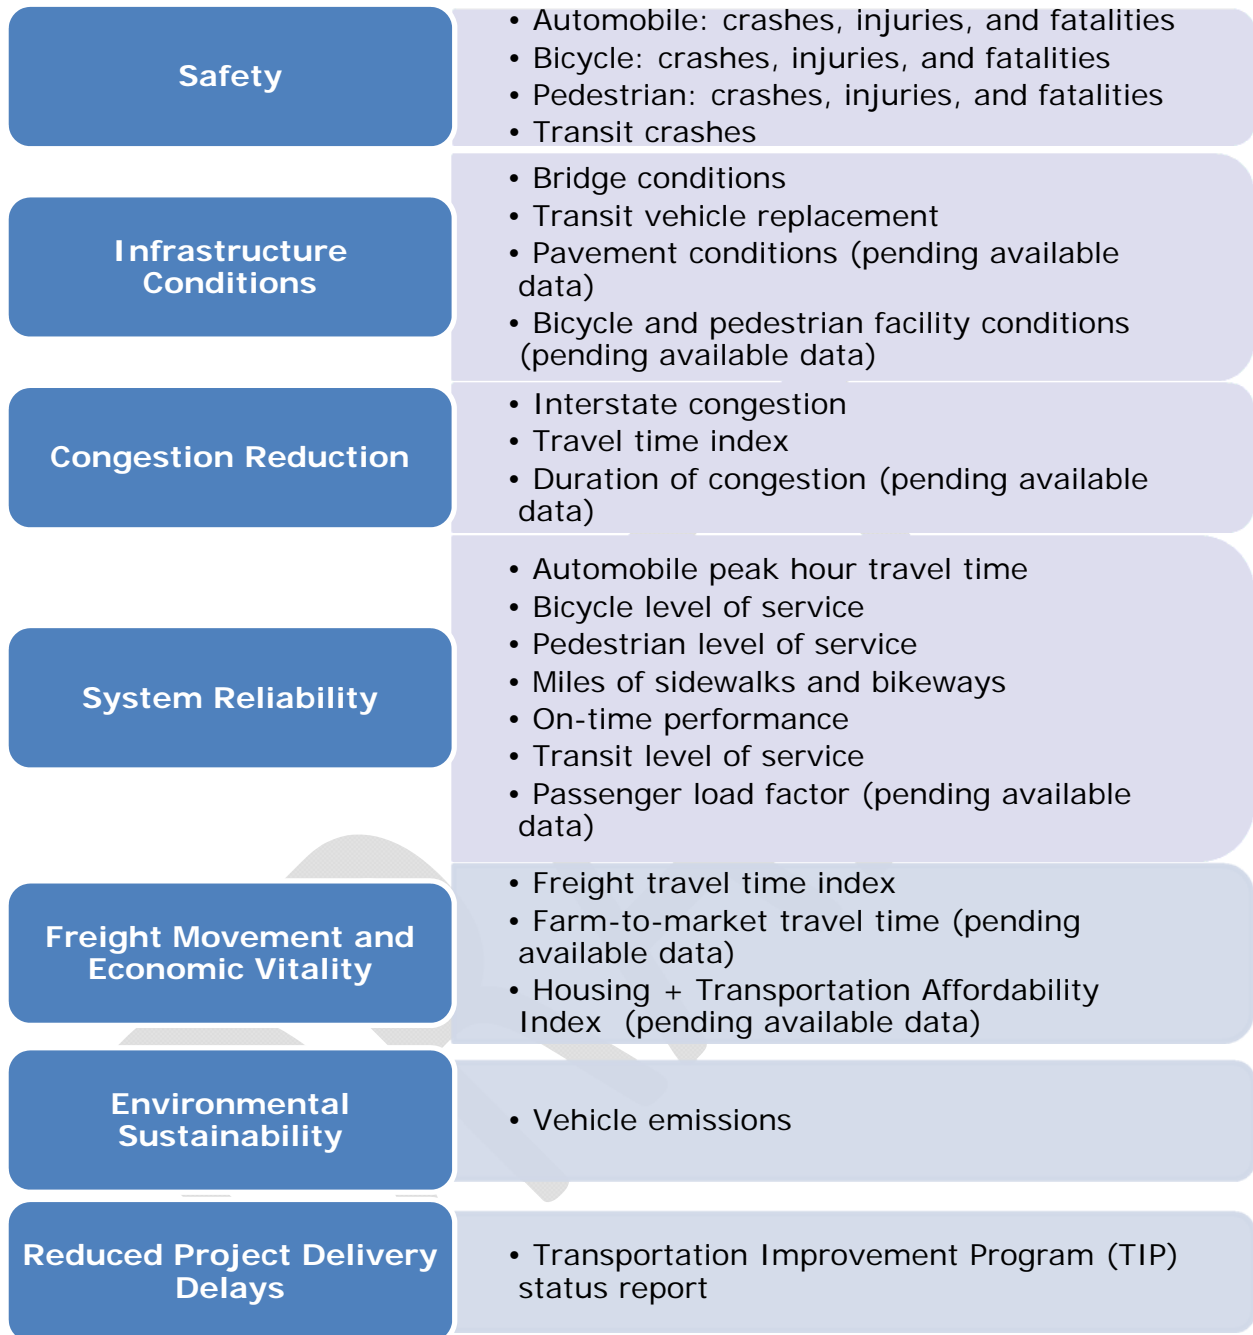 Safety
• Automobile: crashes, injuries, and fatalities
• Bicycle: crashes, injuries, and fatalities
• Pedestrian: crashes, injuries, and fatalities
• Transit crashes
Infrastructure
Conditions
• Bridge conditions
• Transit vehicle replacement
• Pavement conditions (pending available
data)
• Bicycle and pedestrian facility conditions
(pending available data)
Congestion Reduction
• Interstate congestion
• Travel time index
• Duration of congestion (pending available
data)
System Reliability
• Automobile peak hour travel time
• Bicycle level of service
• Pedestrian level of service
• Miles of sidewalks and bikeways
• On-time performance
• Transit level of service
• Passenger load factor (pending available
data)
Freight Movement and
Economic Vitality
• Freight travel time index
• Farm-to-market travel time (pending
available data)
• Housing + Transportation Affordability
Index (pending available data)
Environmental
Sustainability
• Vehicle emissions
Reduced Project Delivery
Delays
• Transportation Improvement Program (TIP)
status report